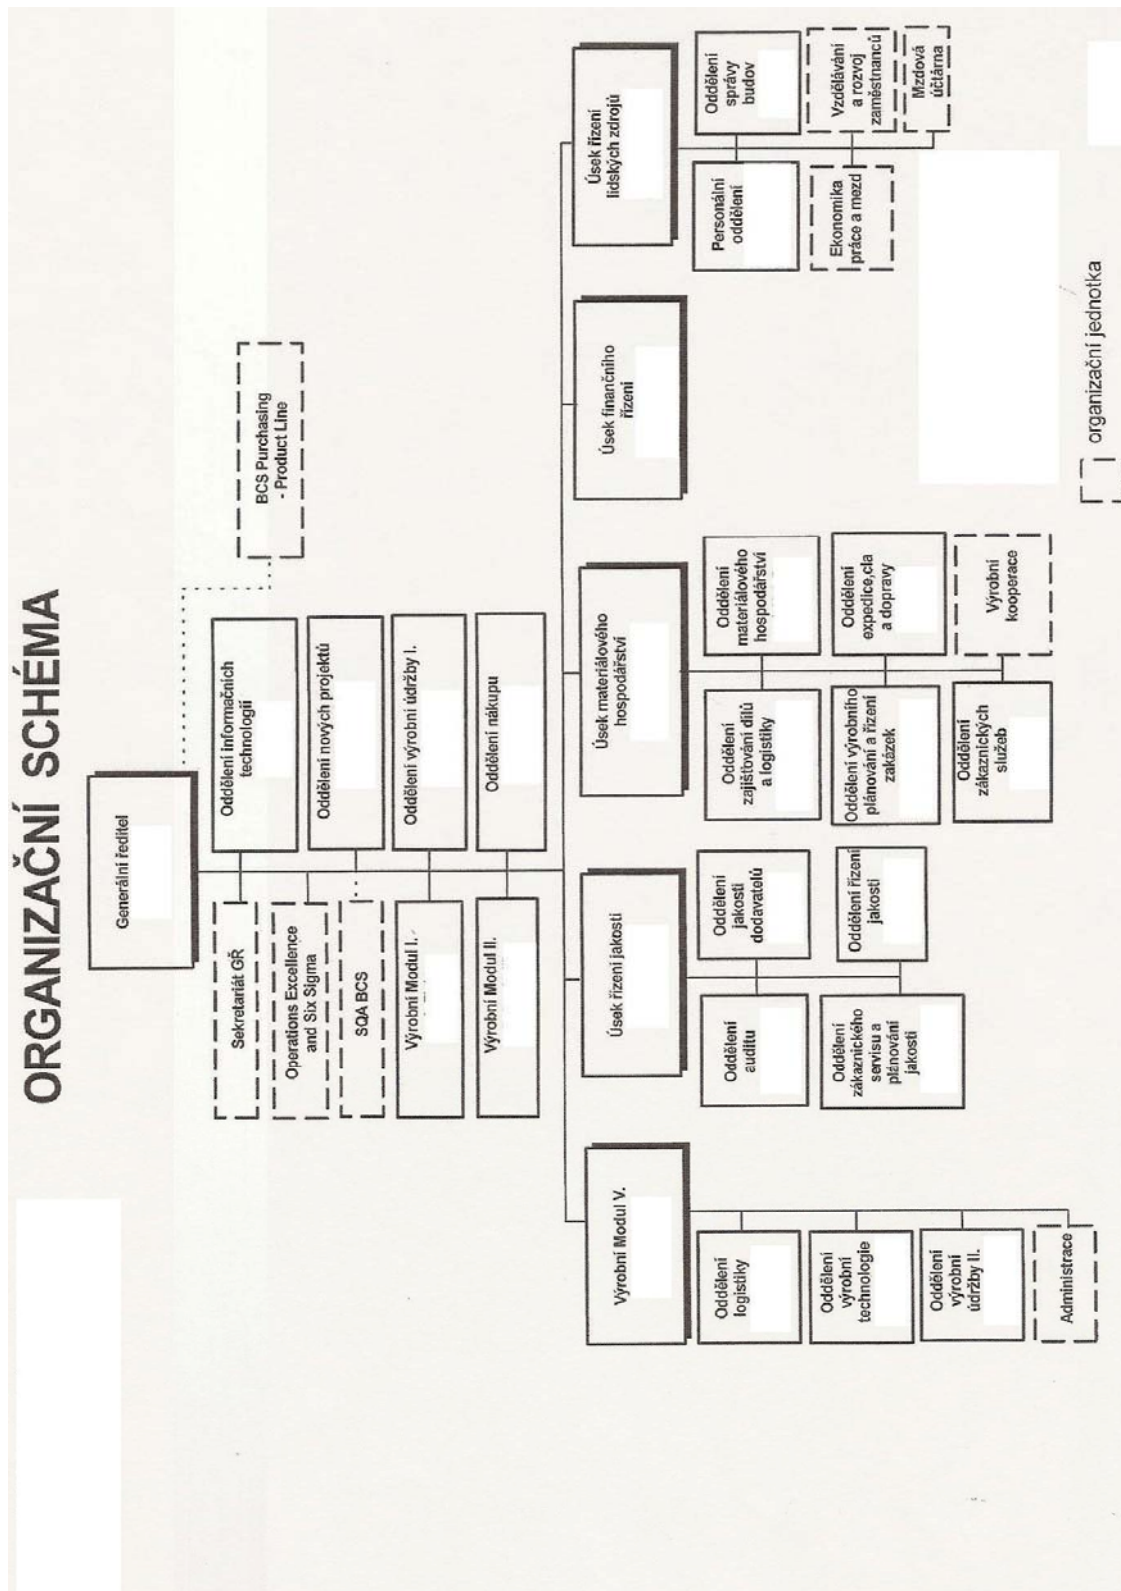 ORGANIZAČNÍ SCHÉMA
Generální ředitel
BCS Purchasing
- Product Line
Sekretariát GŘ
Oddělení informačních
technologií
Operations Excellence
and Six Sigma
Oddělení nových projektů
SQA BCS
Výrobní Modul I.
Oddělení výrobní údržby I.
Výrobní Modul II.
Oddělení nákupu
Výrobní Modul V.
Oddělení
logistiky
Oddělení
výrobní
technologie
Oddělení
výrobní
údržby II.
Administrace
Úsek řízení jakosti
Oddělení
auditu
Oddělení
jakosti
dodavatelů
Oddělení
zákaznického
servisu a
plánování
jakosti
Oddělení řízení
jakosti
Úsek materiálového
hospodářství
Oddělení
zajišťování dílů
a logistiky
Oddělení
materiálového
hospodářství
Oddělení výrobního
plánování a řízení
zakázek
Oddělení
expedice,cla
a dopravy
Oddělení
zákaznických
služeb
Výrobní
kooperace
Úsek finančního
řízení
Úsek řízení
lidských zdrojů
Personální
oddělení
Oddělení
správy
budov
Ekonomika
práce a mezd
Vzdělávání
a rozvoj
zaměstnanců
Mzdová
účtárna
organizační jednotka